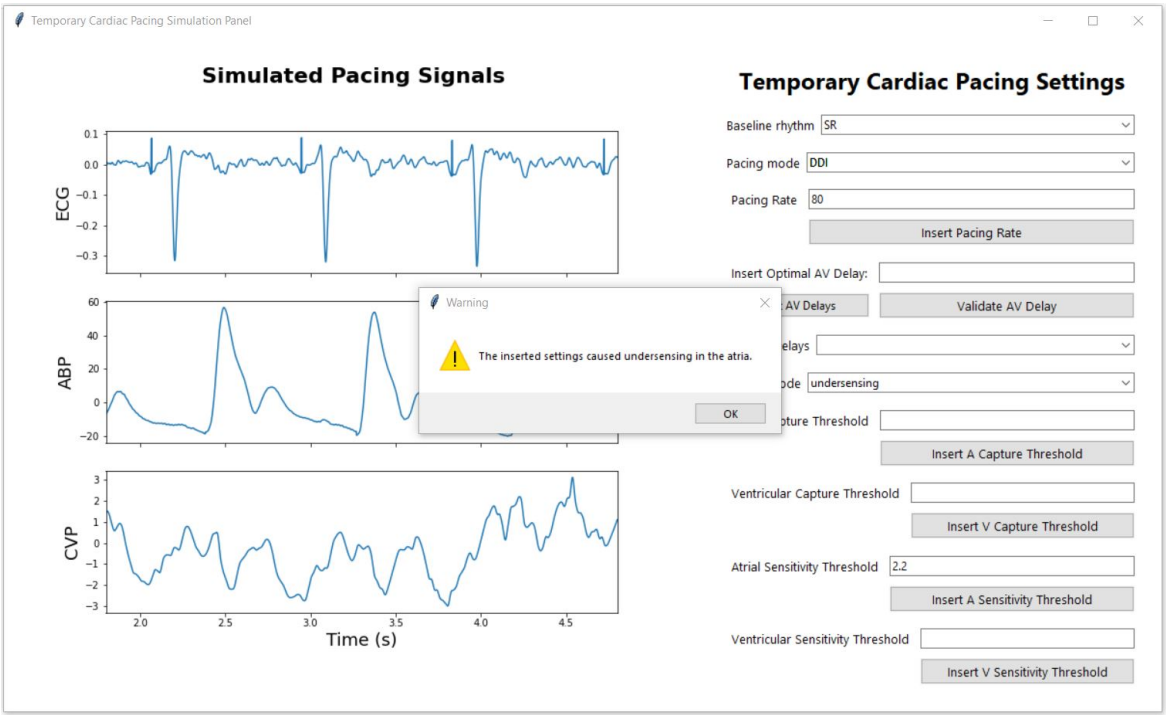 Temporary Cardiac Pacing Simulation Panel
Simulated Pacing Signals
0.1
0.0
−0.1
−0.2
−0.3
ECG
60
40
20
0
−20
ABP
3
2
1
0
−1
−2
−3
CVP
2.0 2.5 3.0 3.5 4.0 4.5
Time (s)
Temporary Cardiac Pacing Settings
Baseline rhythm SR
Pacing mode DDI
Pacing Rate 80
Insert Pacing Rate
Insert Optimal AV Delay:
AV Delays Validate AV Delay
elays
ode undersensing
pture Threshold
Insert A Capture Threshold
Ventricular Capture Threshold
Insert V Capture Threshold
Atrial Sensitivity Threshold 2.2
Insert A Sensitivity Threshold
Ventricular Sensitivity Threshold
Insert V Sensitivity Threshold
Warning
The inserted settings caused undersensing in the atria.
OK